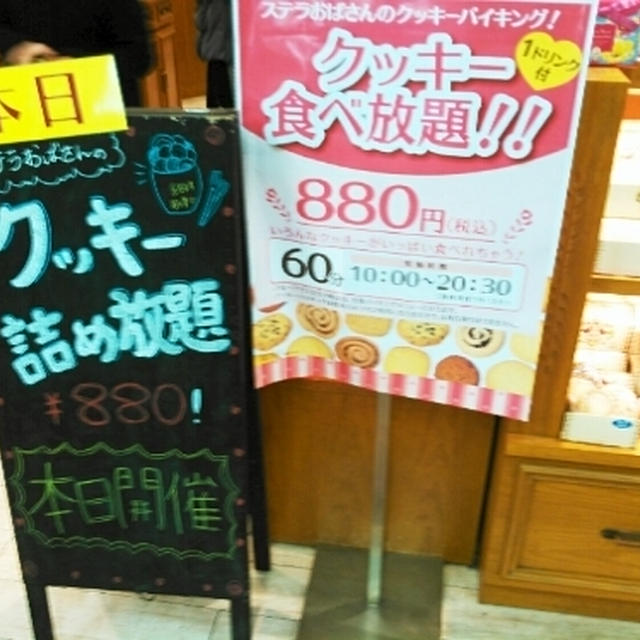 本日
ステラおばさんの
クッキー
詰め放題
¥880!
本日開催
ステラおばさんのクッキーバイキング!
1ドリンク
付
クッキー
食べ放題!!
880円(税込)
いろんなクッキーがいっぱい食べれちゃう♪
60分
10:00~20:30